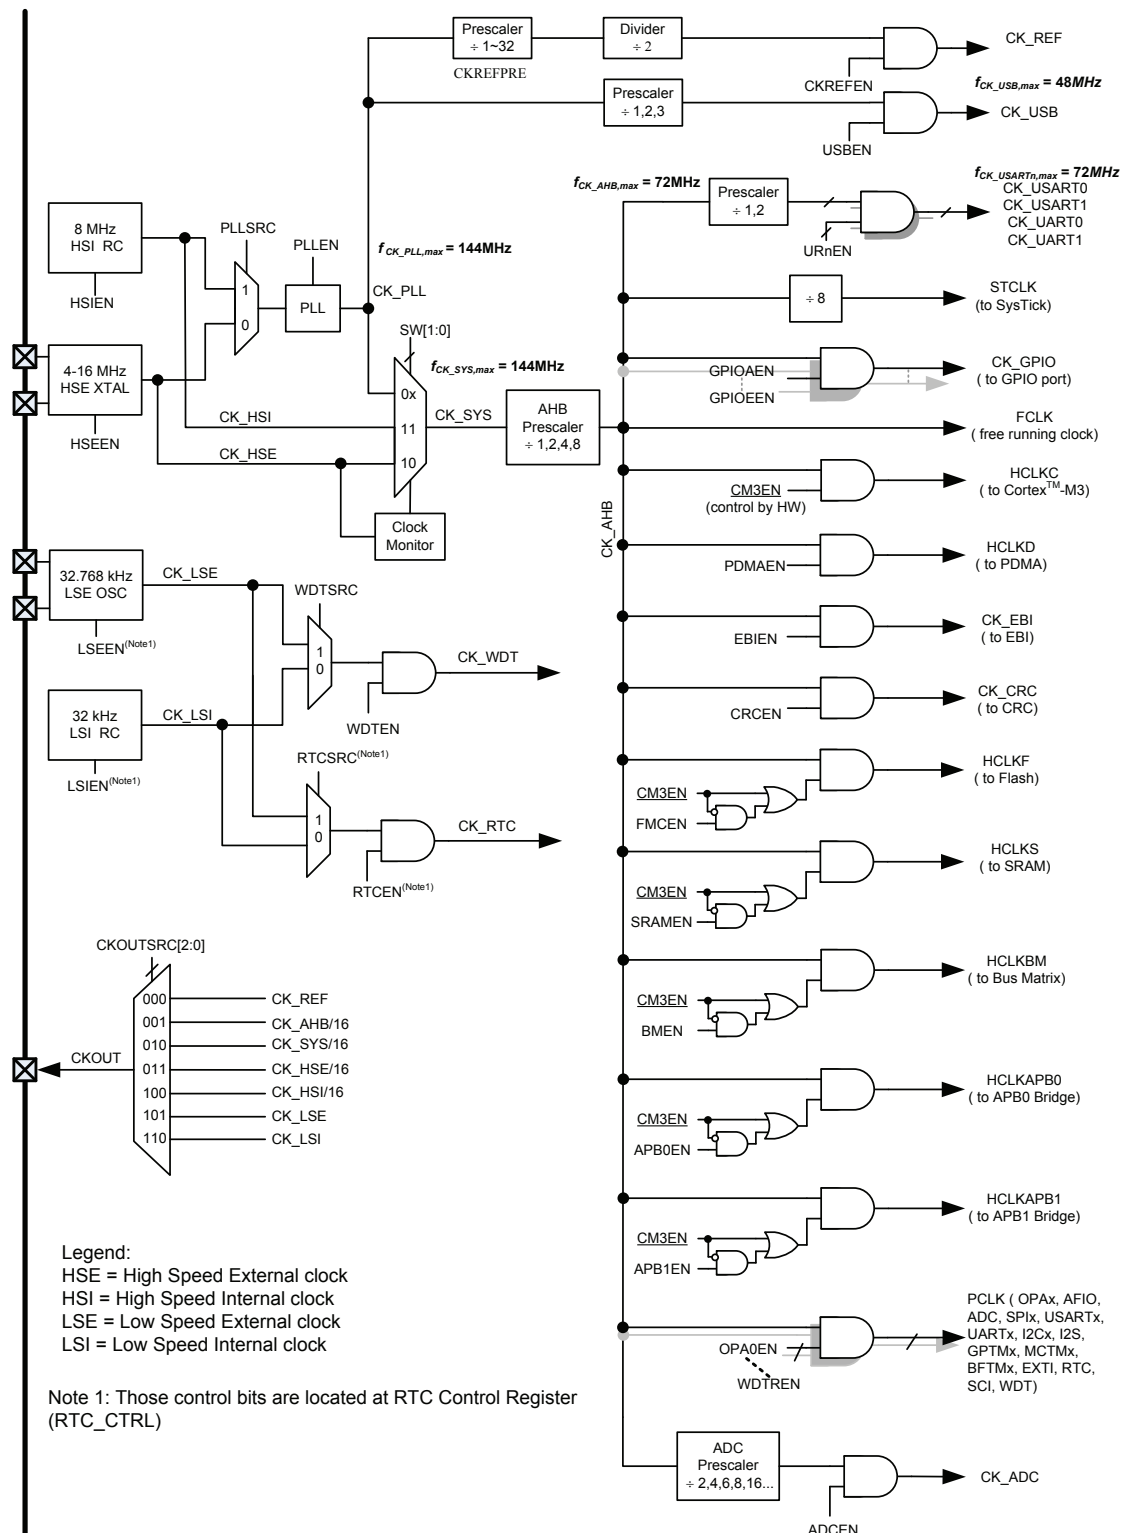 Prescaler
÷ 1~32
CKREFPRE
Divider
÷ 2
CKREFEN
CK_REF
Prescaler
÷ 1,2,3
USBEN
fCK_USB,max = 48MHz
CK_USB
fCK_AHB,max = 72MHz
Prescaler
÷ 1,2
URnEN
fCK_USARTn,max = 72MHz
CK_USART0
CK_USART1
CK_UART0
CK_UART1
8 MHz
HSI RC
HSIEN
PLLSRC
1
0
PLLEN
PLL
fCK_PLL,max = 144MHz
CK_PLL
÷ 8
STCLK
(to SysTick)
4-16 MHz
HSE XTAL
HSEEN
SW[1:0]
fCK_SYS,max = 144MHz
0x
11
10
CK_HSI
CK_HSE
CK_SYS
AHB
Prescaler
÷ 1,2,4,8
Clock
Monitor
CK_AHB
GPIOAEN
GPIOEEN
CK_GPIO
( to GPIO port)
FCLK
( free running clock)
CM3EN
(control by HW)
HCLKC
( to CortexTM-M3)
PDMAEN
HCLKD
( to PDMA)
32.768 kHz
LSE OSC
LSEEN(Note1)
CK_LSE
WDTSRC
1
0
WDTEN
CK_WDT
EBIEN
CK_EBI
( to EBI)
32 kHz
LSI RC
LSIEN(Note1)
CK_LSI
RTCSRC(Note1)
1
0
RTCEN(Note1)
CK_RTC
CRCEN
CK_CRC
( to CRC)
CM3EN
FMCEN
HCLKF
( to Flash)
CM3EN
SRAMEN
HCLKS
( to SRAM)
CM3EN
BMEN
HCLKBM
( to Bus Matrix)
CM3EN
APB0EN
HCLKAPB0
( to APB0 Bridge)
CM3EN
APB1EN
HCLKAPB1
( to APB1 Bridge)
OPA0EN
WDTREN
PCLK ( OPAx, AFIO,
ADC, SPIx, USARTx,
UARTx, I2Cx, I2S,
GPTMx, MCTMx,
BFTMx, EXTI, RTC,
SCI, WDT)
ADC
Prescaler
÷ 2,4,6,8,16...
ADCEN
CK_ADC
CKOUTSRC[2:0]
CKOUT
000 CK_REF
001 CK_AHB/16
010 CK_SYS/16
011 CK_HSE/16
100 CK_HSI/16
101 CK_LSE
110 CK_LSI
Legend:
HSE = High Speed External clock
HSI = High Speed Internal clock
LSE = Low Speed External clock
LSI = Low Speed Internal clock
Note 1: Those control bits are located at RTC Control Register
(RTC_CTRL)